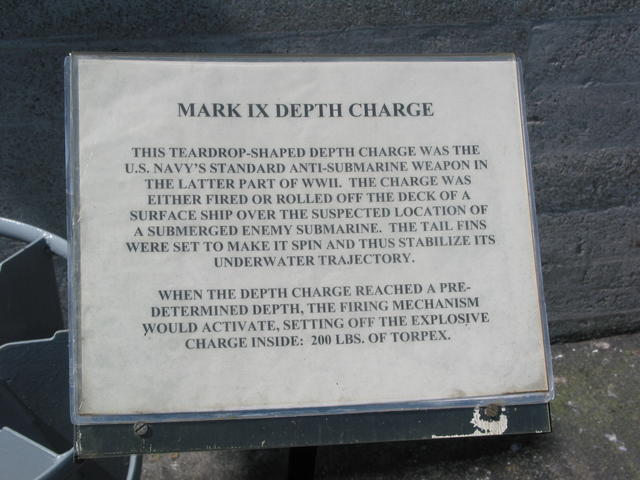 MARK IX DEPTH CHARGE
THIS TEARDROP-SHAPED DEPTH CHARGE WAS THE
U.S. NAVY'S STANDARD ANTI-SUBMARINE WEAPON IN
THE LATTER PART OF WWII. THE CHARGE WAS
EITHER FIRED OR ROLLED OFF THE DECK OF A
SURFACE SHIP OVER THE SUSPECTED LOCATION OF
A SUBMERGED ENEMY SUBMARINE. THE TAIL FINS
WERE SET TO MAKE IT SPIN AND THUS STABILIZE ITS
UNDERWATER TRAJECTORY.
WHEN THE DEPTH CHARGE REACHED A PRE-
DETERMINED DEPTH, THE FIRING MECHANISM
WOULD ACTIVATE, SETTING OFF THE EXPLOSIVE
CHARGE INSIDE: 200 LBS. OF TORPEX.